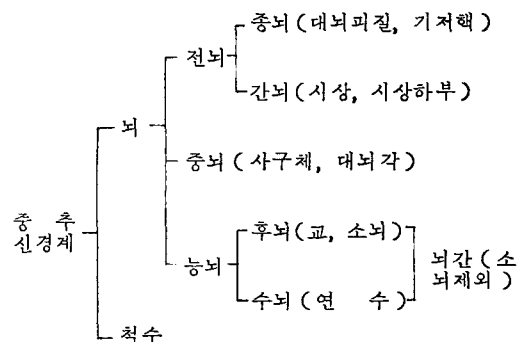 종뇌 (대뇌피질, 기저핵)
전뇌
간뇌 (시상, 시상하부)
뇌
중뇌 (사구체, 대뇌각)
중 추
신경계
후뇌(교, 소뇌)
능뇌
뇌간 (소
뇌제외)
수뇌 (연 수)
척수